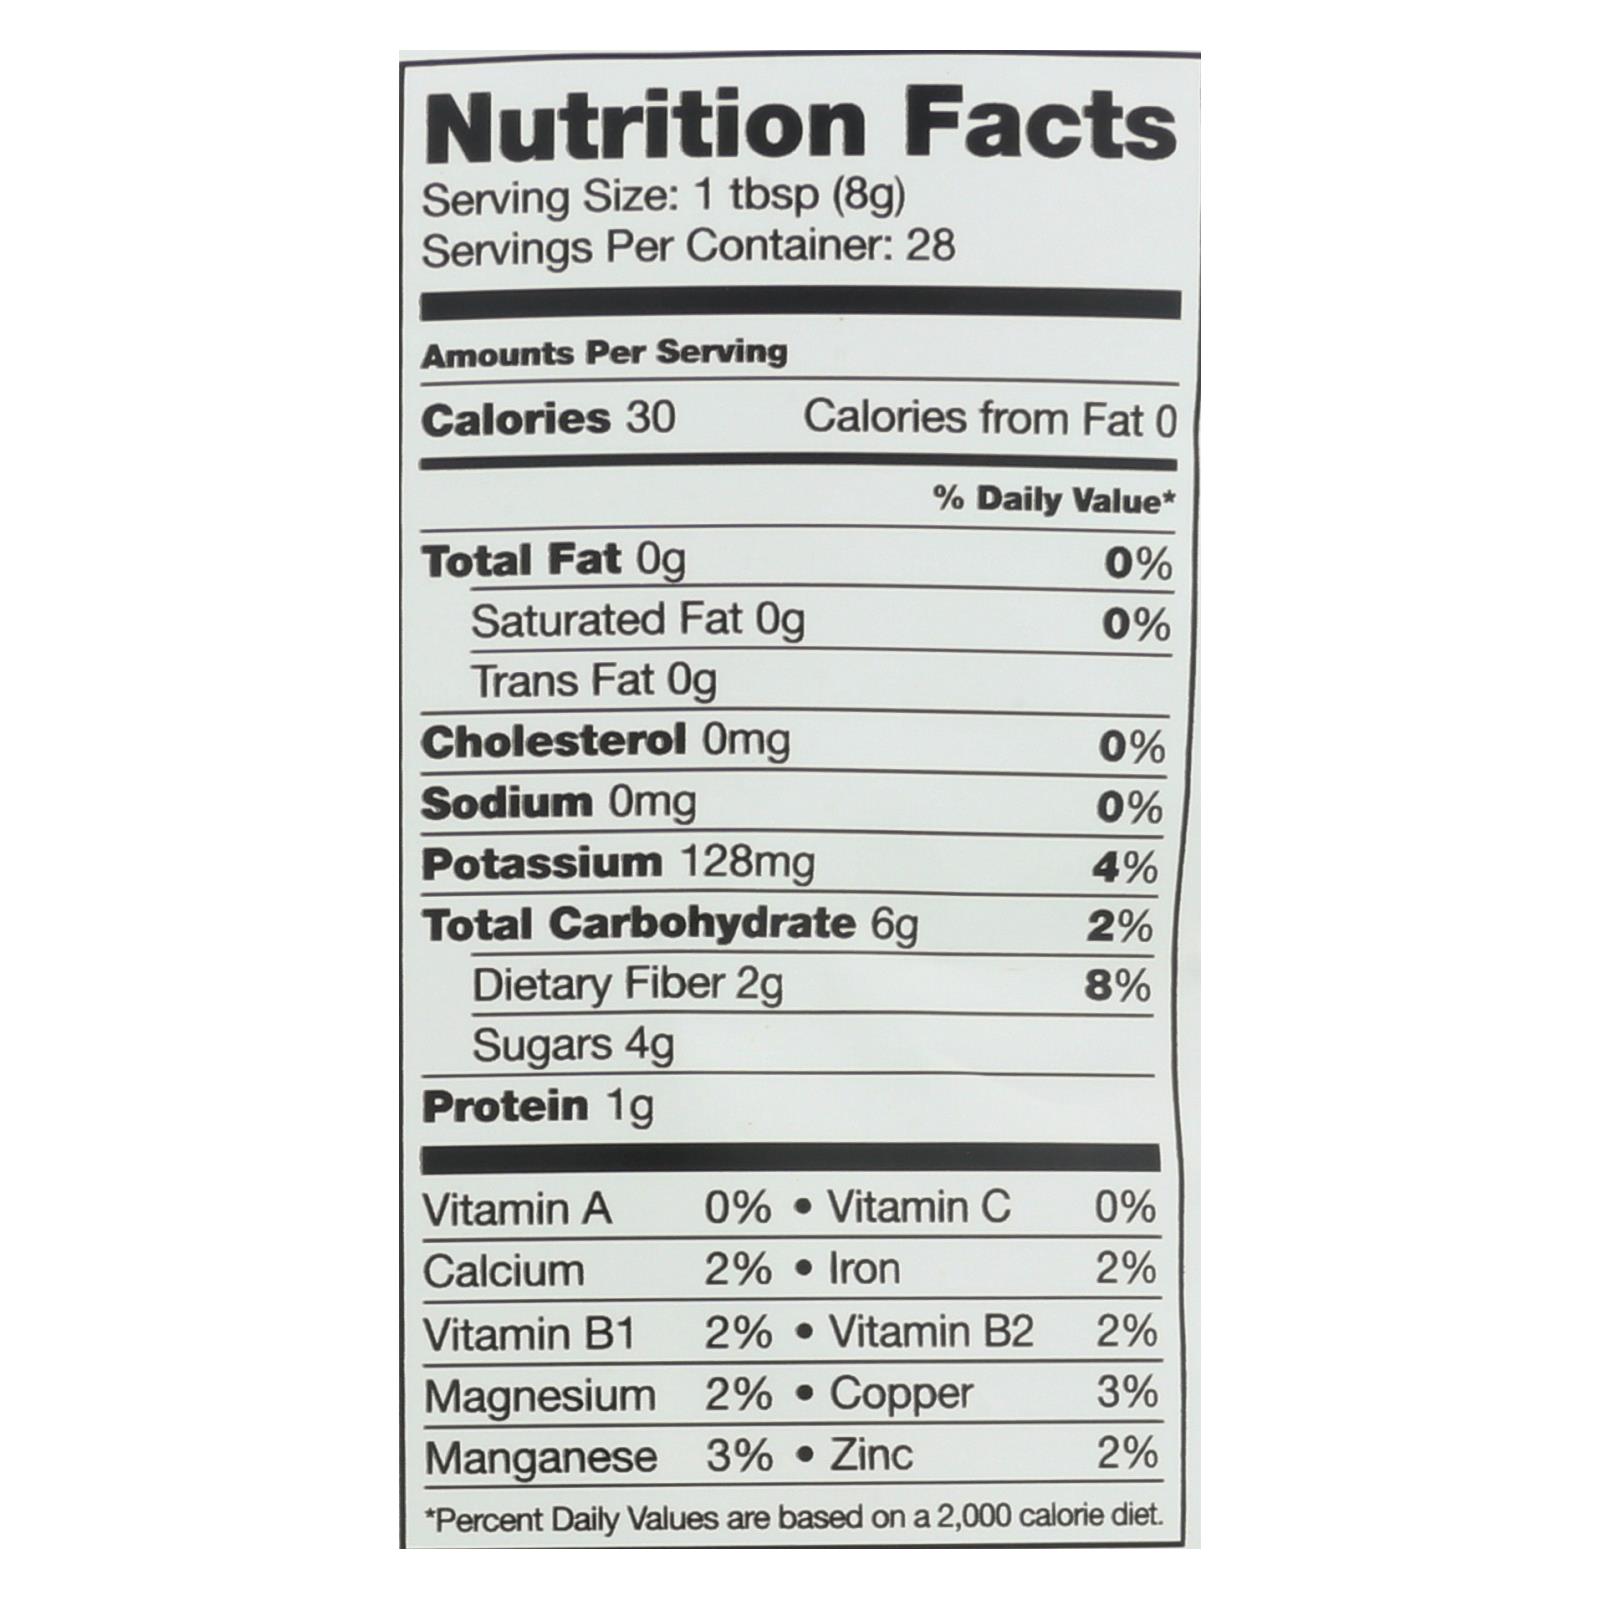 Nutrition Facts
Serving Size: 1 tbsp (8g)
Servings Per Container: 28
Amounts Per Serving
Calories 30 Calories from Fat 0
% Daily Value*
Total Fat 0g 0%
Saturated Fat 0g 0%
Trans Fat 0g
Cholesterol 0mg 0%
Sodium 0mg 0%
Potassium 128mg 4%
Total Carbohydrate 6g 2%
Dietary Fiber 2g 8%
Sugars 4g
Protein 1g
Vitamin A 0% • Vitamin C 0%
Calcium 2% • Iron 2%
Vitamin B1 2% • Vitamin B2 2%
Magnesium 2% • Copper 3%
Manganese 3% • Zinc 2%
*Percent Daily Values are based on a 2,000 calorie diet.